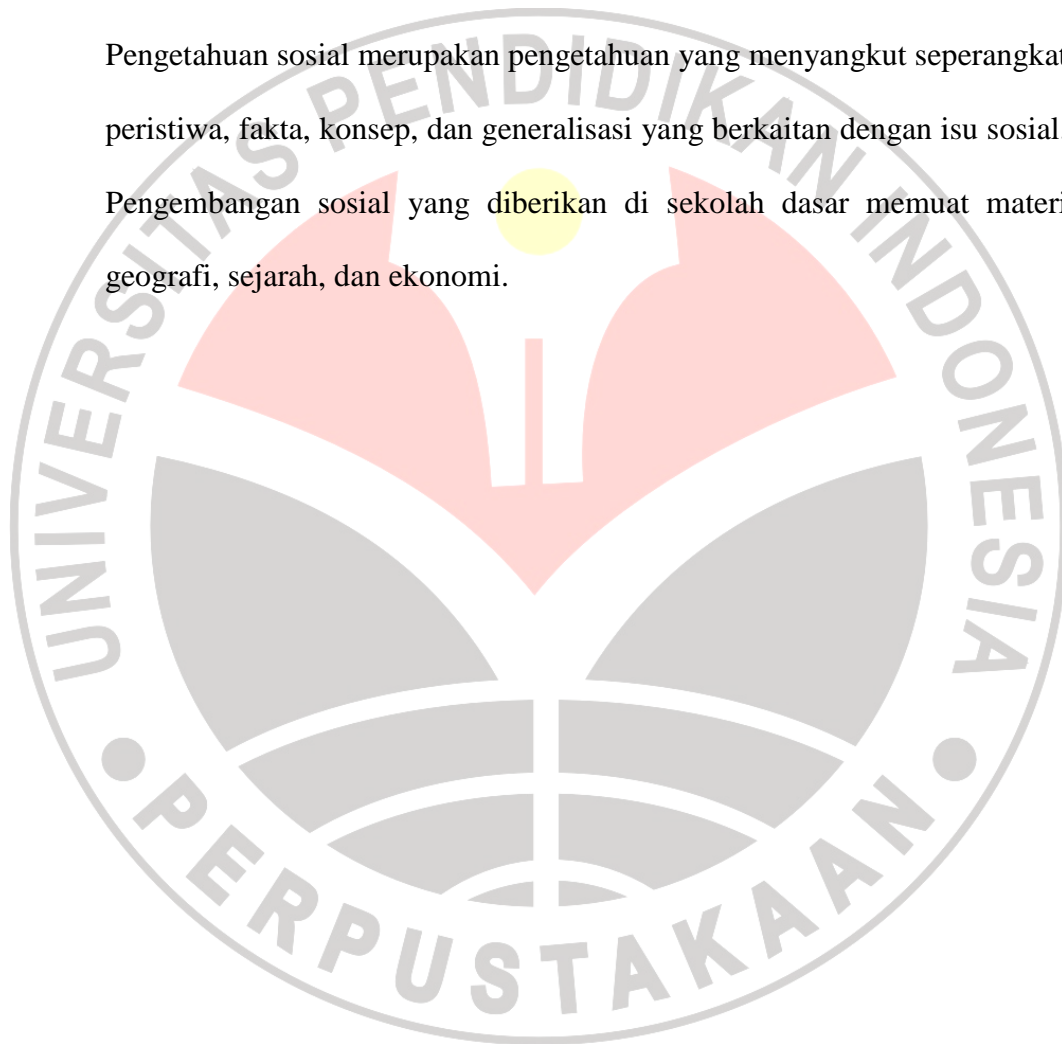 Pengetahuan sosial merupakan pengetahuan yang menyangkut seperangkat
peristiwa, fakta, konsep, dan generalisasi yang berkaitan dengan isu sosial.
Pengembangan sosial yang diberikan di sekolah dasar memuat materi
geografi, sejarah, dan ekonomi.
UNIVERSITAS PENDIDIKAN INDONESIA
PERPUSTAKAAN